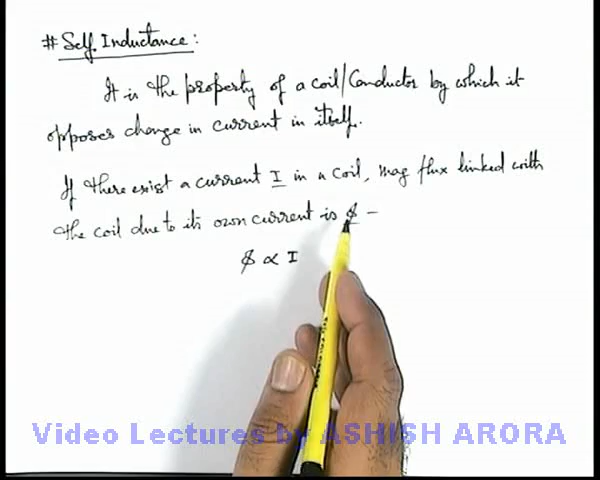 # Self Inductance:
It is the property of a coil/Conductor by which it
opposes change in current in itself.
If there exist a current I in a coil, mag flux linked with
the coil due to its own current is ϕ –
ϕ ∝ I
Video Lectures by ASHISH ARORA